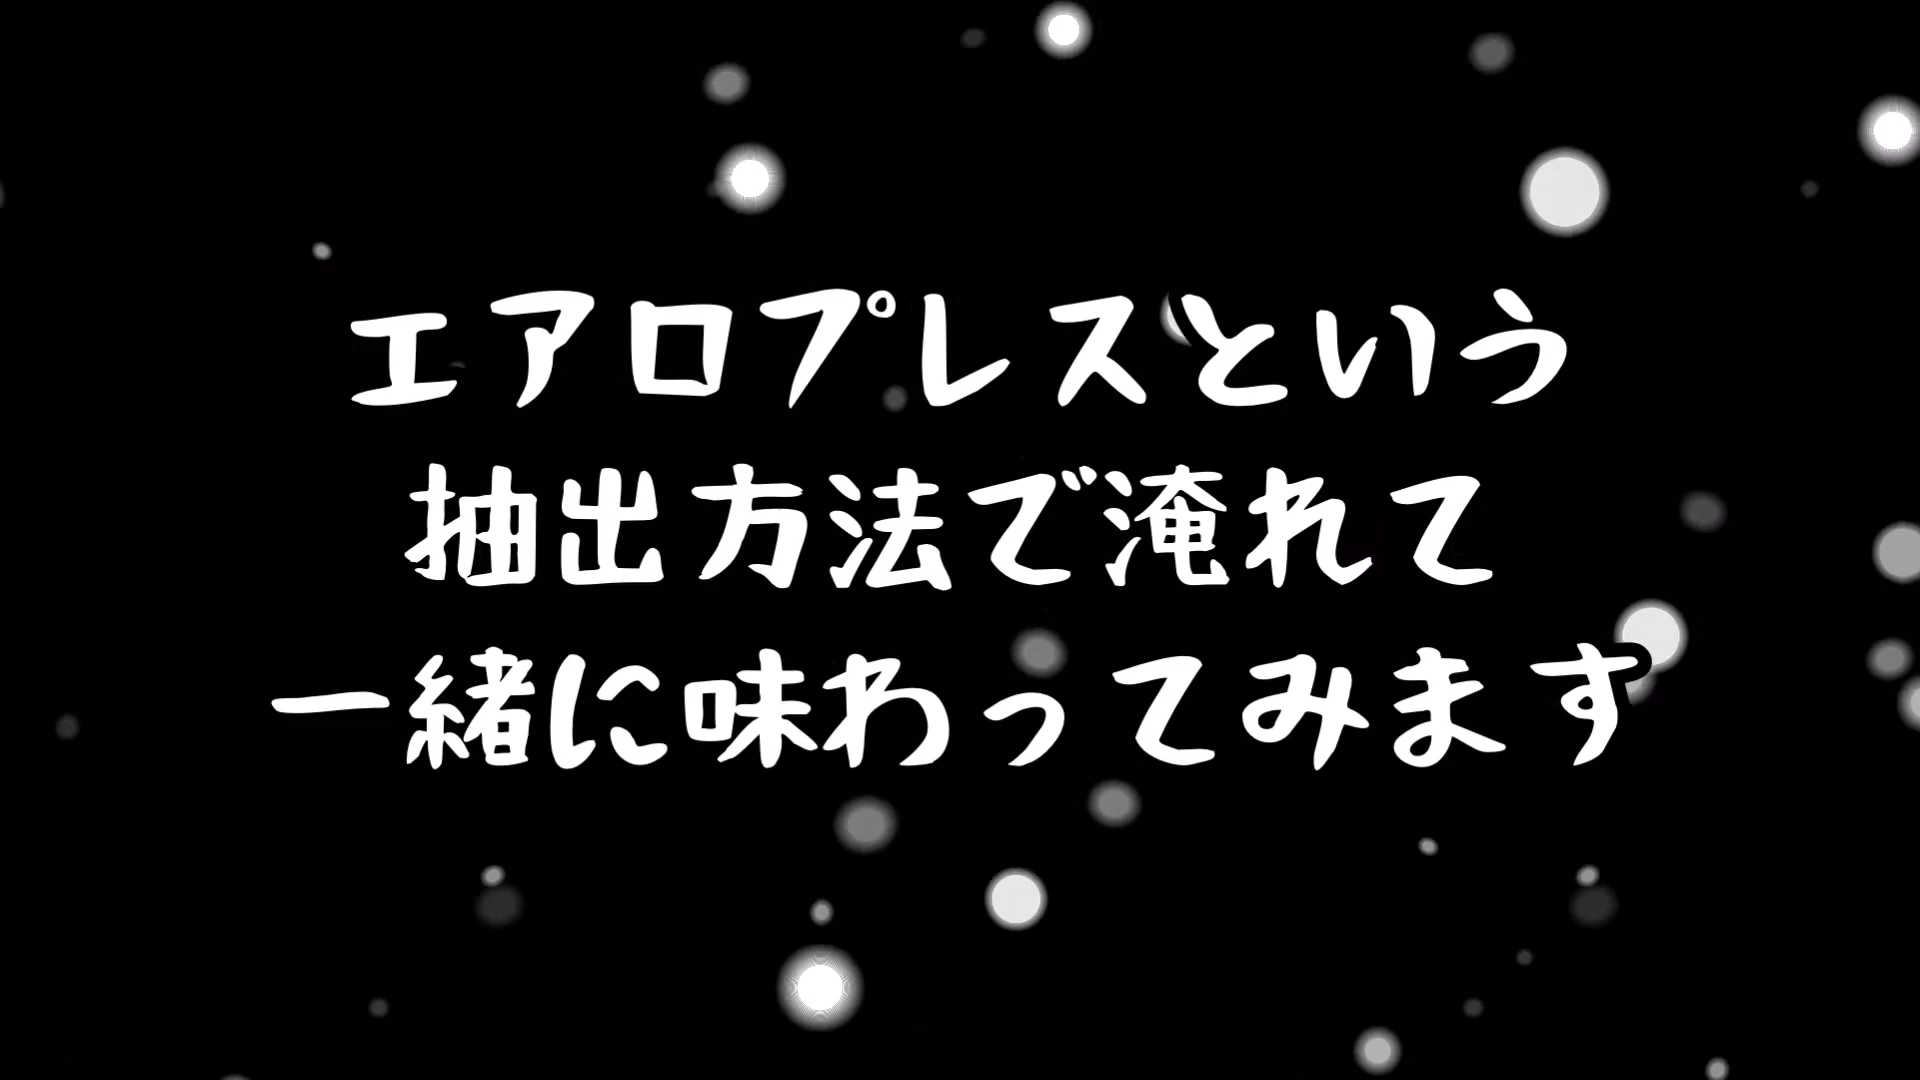 エアロプレスという
抽出方法で淹れて
一緒に味わってみます